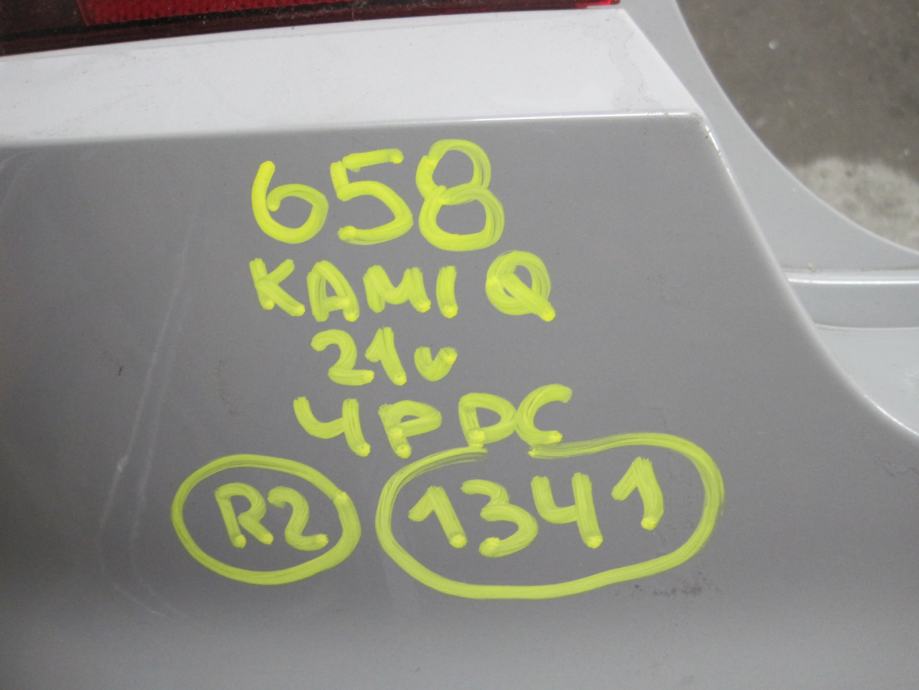 658
KAMIQ
21v
4PDC
R2 1341